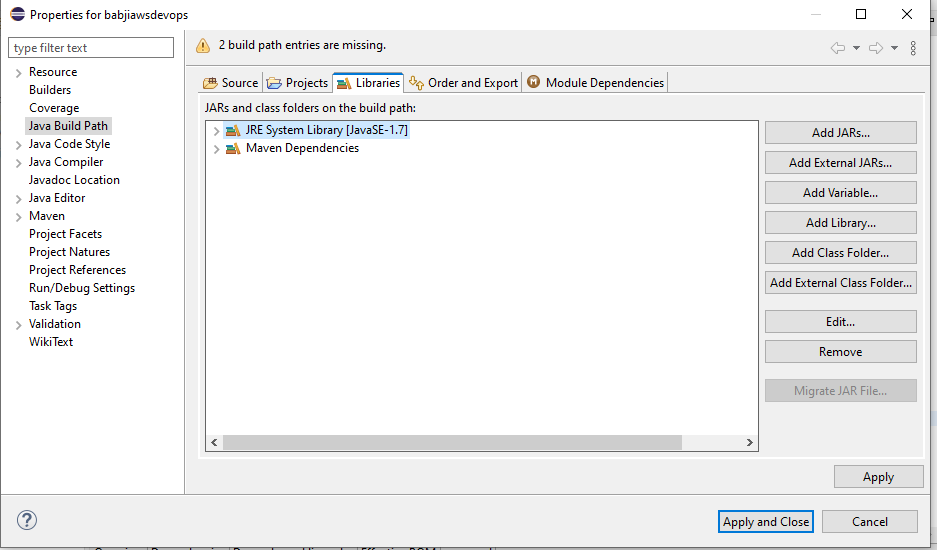 Properties for babjiawsdevops
type filter text
Resource
Builders
Coverage
Java Build Path
Java Code Style
Java Compiler
Javadoc Location
Java Editor
Maven
Project Facets
Project Natures
Project References
Run/Debug Settings
Task Tags
Validation
WikiText
2 build path entries are missing.
Source
Projects
Libraries
Order and Export
Module Dependencies
JARs and class folders on the build path:
JRE System Library [JavaSE-1.7]
Maven Dependencies
Add JARs...
Add External JARs...
Add Variable...
Add Library...
Add Class Folder...
Add External Class Folder...
Edit...
Remove
Migrate JAR File...
Apply
Apply and Close
Cancel